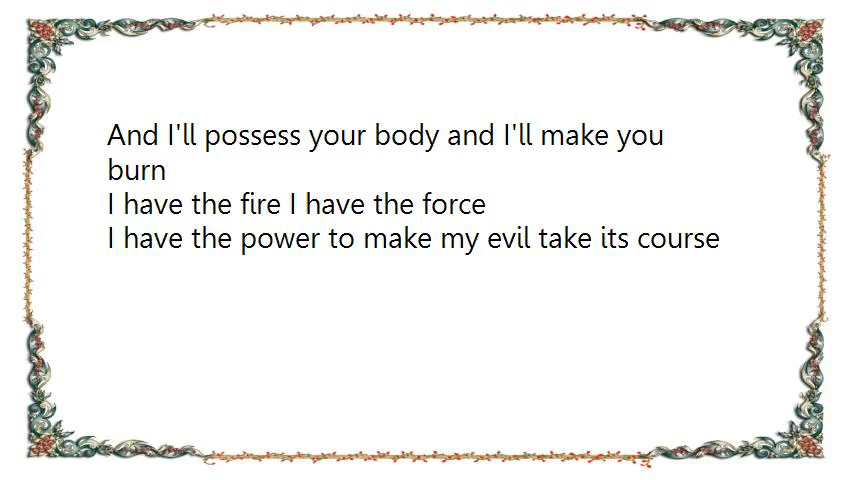 And I'll possess your body and I'll make you
burn
I have the fire I have the force
I have the power to make my evil take its course